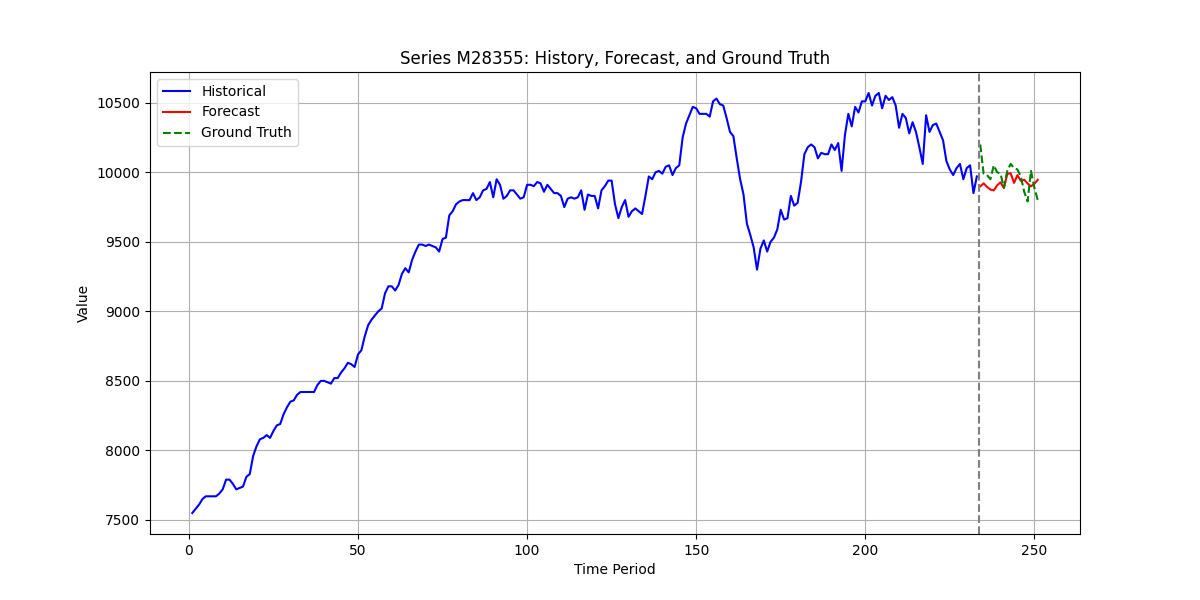 Series M28355: History, Forecast, and Ground Truth
Historical
Forecast
Ground Truth
10500
10000
9500
9000
8500
8000
7500
Value
0 50 100 150 200 250
Time Period